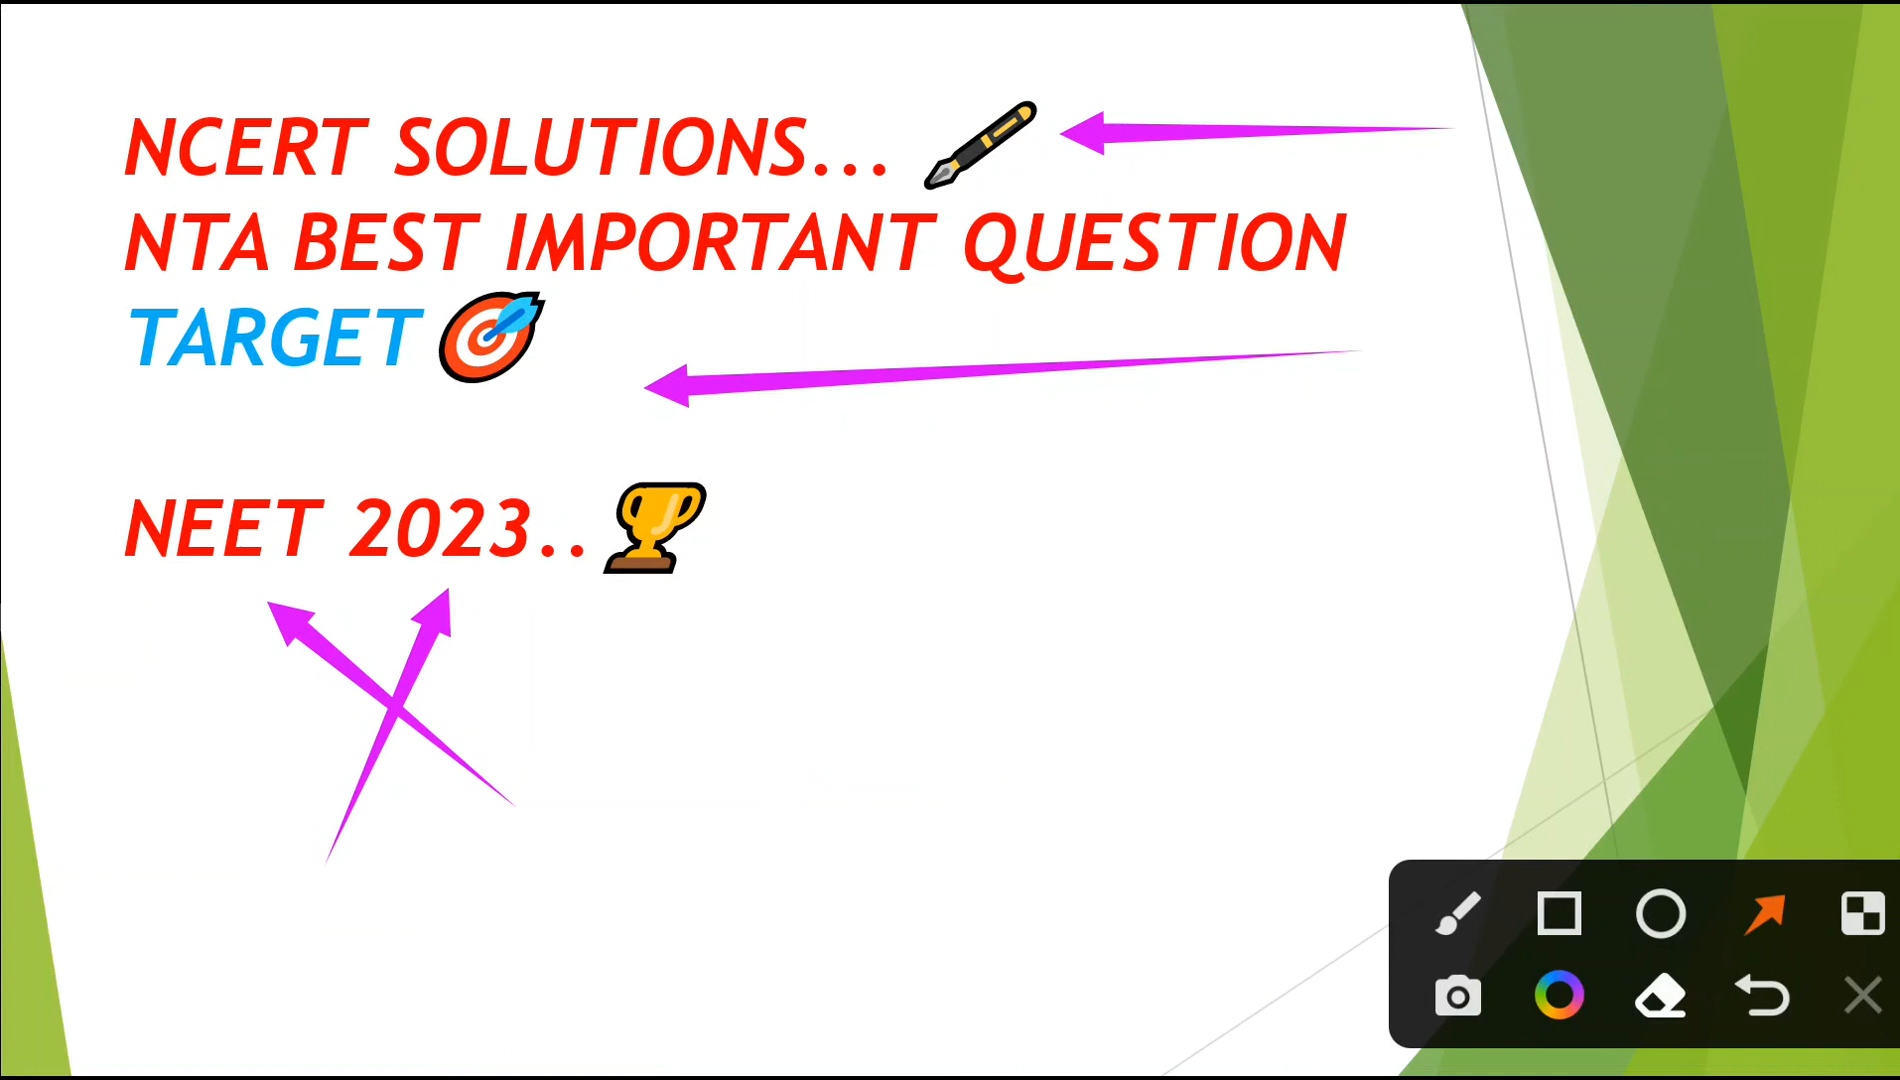 NCERT SOLUTIONS...
NTA BEST IMPORTANT QUESTION
TARGET
NEET 2023..